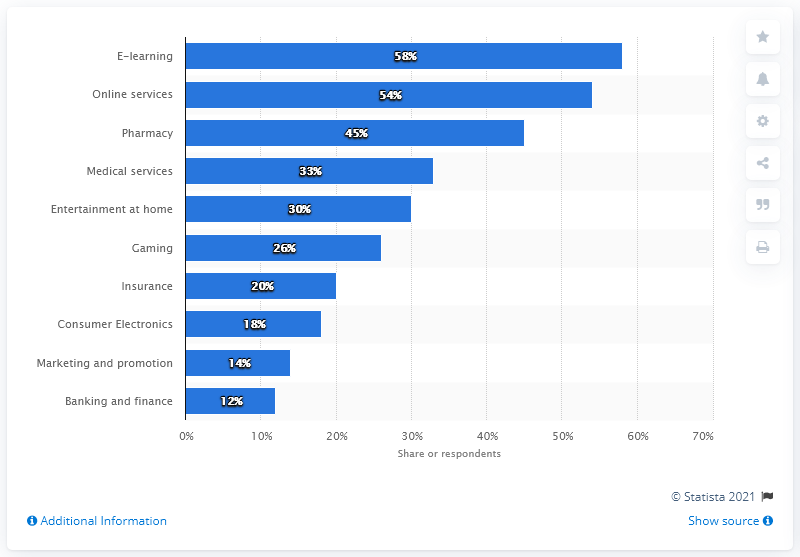 E-learning 58%
Online services 54%
Pharmacy 45%
Medical services 33%
Entertainment at home 30%
Gaming 26%
Insurance 20%
Consumer Electronics 18%
Marketing and promotion 14%
Banking and finance 12%
0% 10% 20% 30% 40% 50% 60% 70%
Share or respondents
© Statista 2021
Additional Information Show source